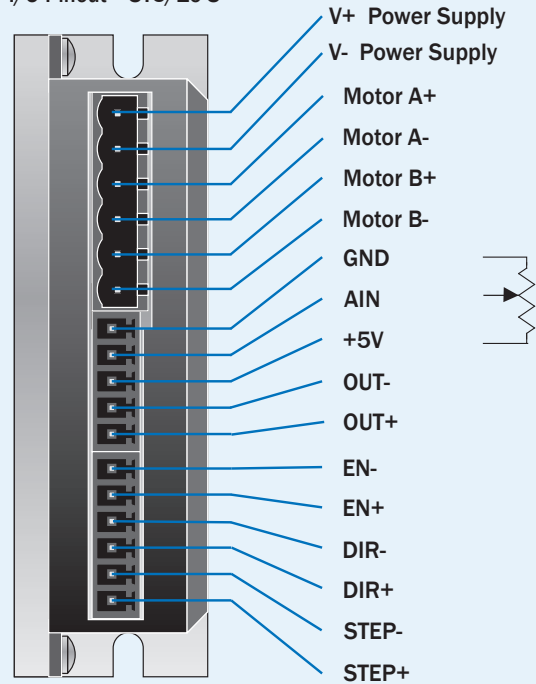 V+ Power Supply
V- Power Supply
Motor A+
Motor A-
Motor B+
Motor B-
GND
AIN
+5V
OUT-
OUT+
EN-
EN+
DIR-
DIR+
STEP-
STEP+